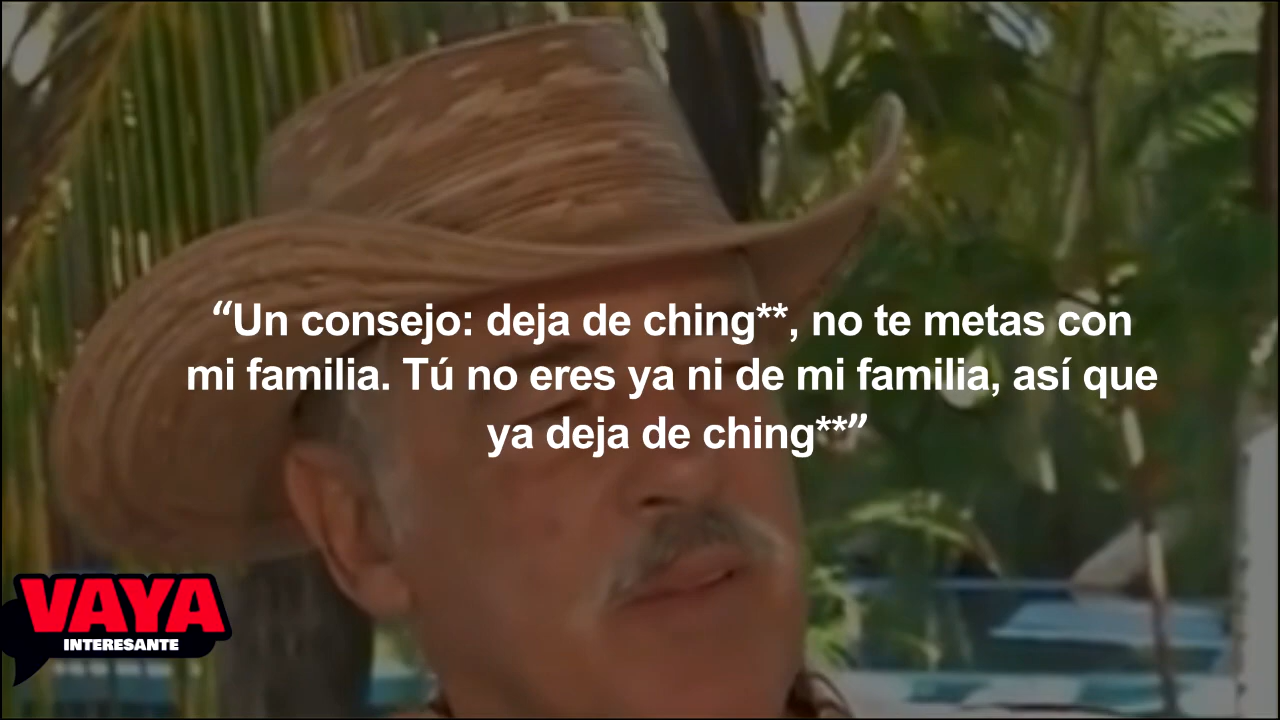 “Un consejo: deja de ching**, no te metas con
mi familia. Tú no eres ya ni de mi familia, así que
ya deja de ching**”
VAYA
INTERESANTE